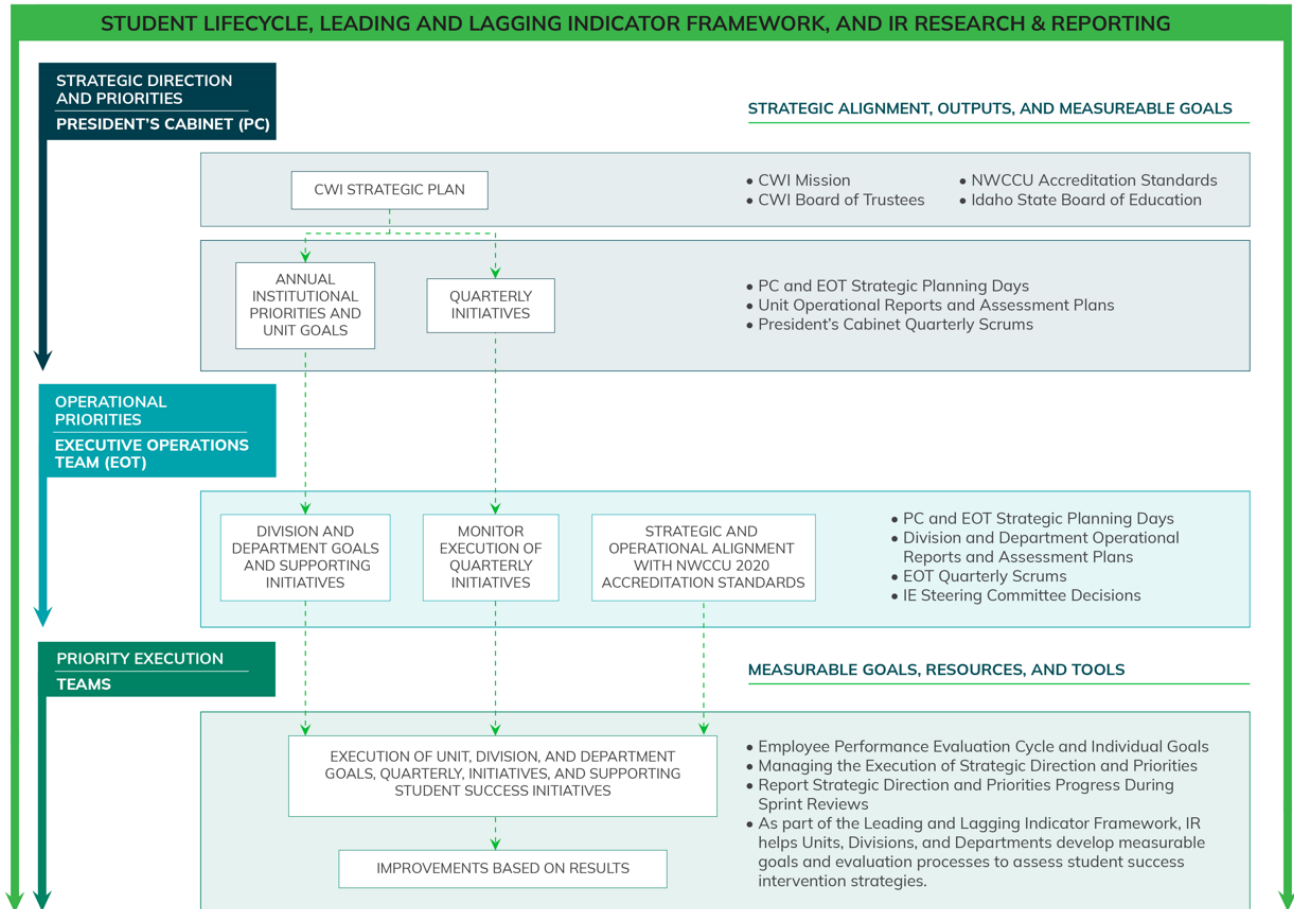 STUDENT LIFECYCLE, LEADING AND LAGGING INDICATOR FRAMEWORK, AND IR RESEARCH & REPORTING
STRATEGIC DIRECTION
AND PRIORITIES
PRESIDENT'S CABINET (PC)
STRATEGIC ALIGNMENT, OUTPUTS, AND MEASUREABLE GOALS
CWI STRATEGIC PLAN
• CWI Mission
• CWI Board of Trustees
• NWCCU Accreditation Standards
• Idaho State Board of Education
ANNUAL
INSTITUTIONAL
PRIORITIES AND
UNIT GOALS
QUARTERLY
INITIATIVES
• PC and EOT Strategic Planning Days
• Unit Operational Reports and Assessment Plans
• President's Cabinet Quarterly Scrums
OPERATIONAL
PRIORITIES
EXECUTIVE OPERATIONS
TEAM (EOT)
DIVISION AND
DEPARTMENT GOALS
AND SUPPORTING
INITIATIVES
MONITOR
EXECUTION OF
QUARTERLY
INITIATIVES
STRATEGIC AND
OPERATIONAL ALIGNMENT
WITH NWCCU 2020
ACCREDITATION STANDARDS
• PC and EOT Strategic Planning Days
• Division and Department Operational
Reports and Assessment Plans
• EOT Quarterly Scrums
• IE Steering Committee Decisions
PRIORITY EXECUTION
TEAMS
MEASURABLE GOALS, RESOURCES, AND TOOLS
EXECUTION OF UNIT, DIVISION, AND DEPARTMENT
GOALS, QUARTERLY, INITIATIVES, AND SUPPORTING
STUDENT SUCCESS INITIATIVES
IMPROVEMENTS BASED ON RESULTS
• Employee Performance Evaluation Cycle and Individual Goals
• Managing the Execution of Strategic Direction and Priorities
• Report Strategic Direction and Priorities Progress During
Sprint Reviews
• As part of the Leading and Lagging Indicator Framework, IR
helps Units, Divisions, and Departments develop measurable
goals and evaluation processes to assess student success
intervention strategies.